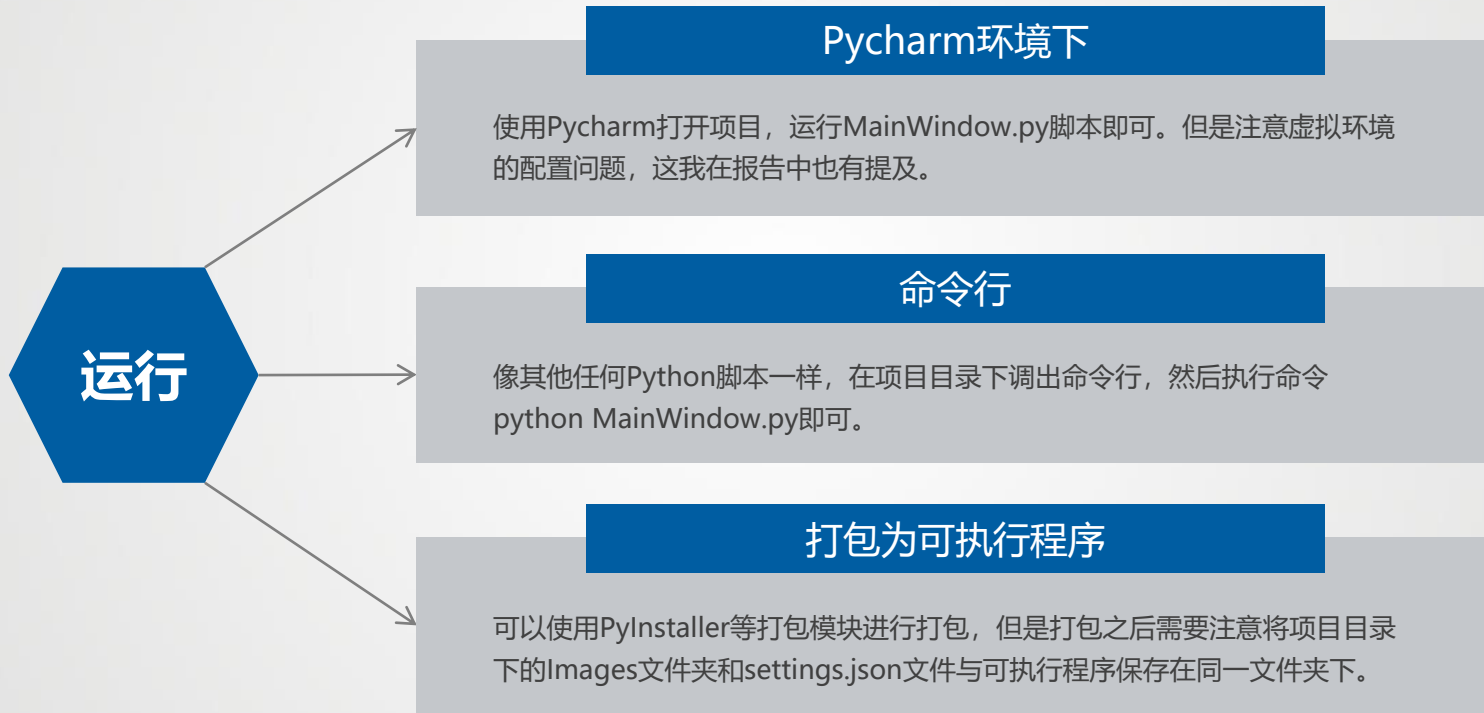 运行
Pycharm环境下
使用Pycharm打开项目，运行MainWindow.py脚本即可。但是注意虚拟环境
的配置问题，这我在报告中也有提及。
命令行
像其他任何Python脚本一样，在项目目录下调出命令行，然后执行命令
python MainWindow.py即可。
打包为可执行程序
可以使用PyInstaller等打包模块进行打包，但是打包之后需要注意将项目目录
下的Images文件夹和settings.json文件与可执行程序保存在同一文件夹下。